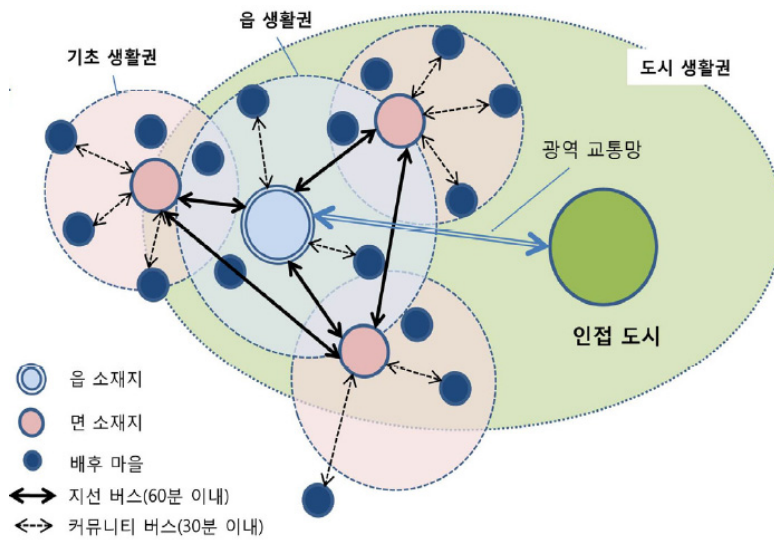 읍 생활권
기초 생활권
도시 생활권
광역 교통망
인접 도시
읍 소재지
면 소재지
배후 마을
지선 버스(60분 이내)
커뮤니티 버스(30분 이내)